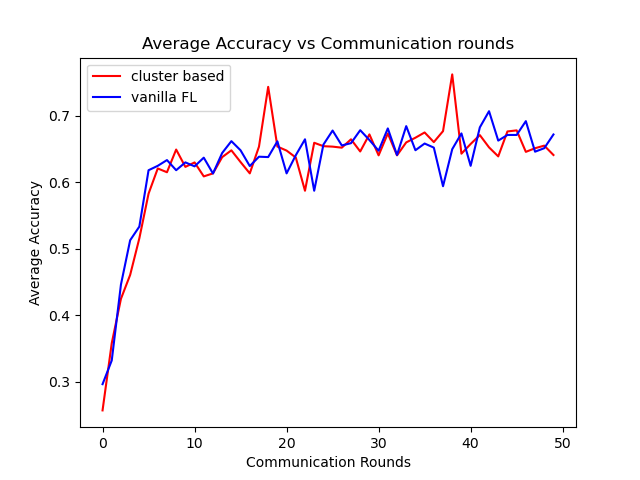 Average Accuracy vs Communication rounds
cluster based
vanilla FL
0.7
0.6
0.5
0.4
0.3
Average Accuracy
0 10 20 30 40 50
Communication Rounds